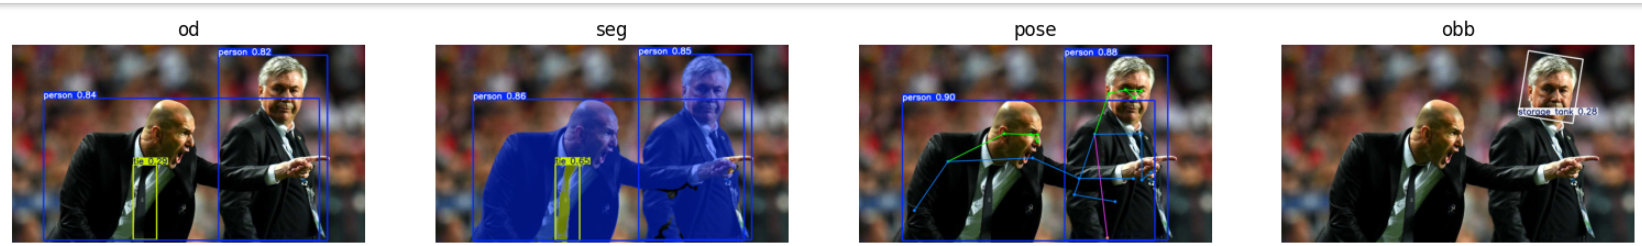 od
person 0.82
person 0.84
tie 0.29
seg
person 0.85
person 0.86
tie 0.65
pose
person 0.88
person 0.90
obb
storage tank 0.28